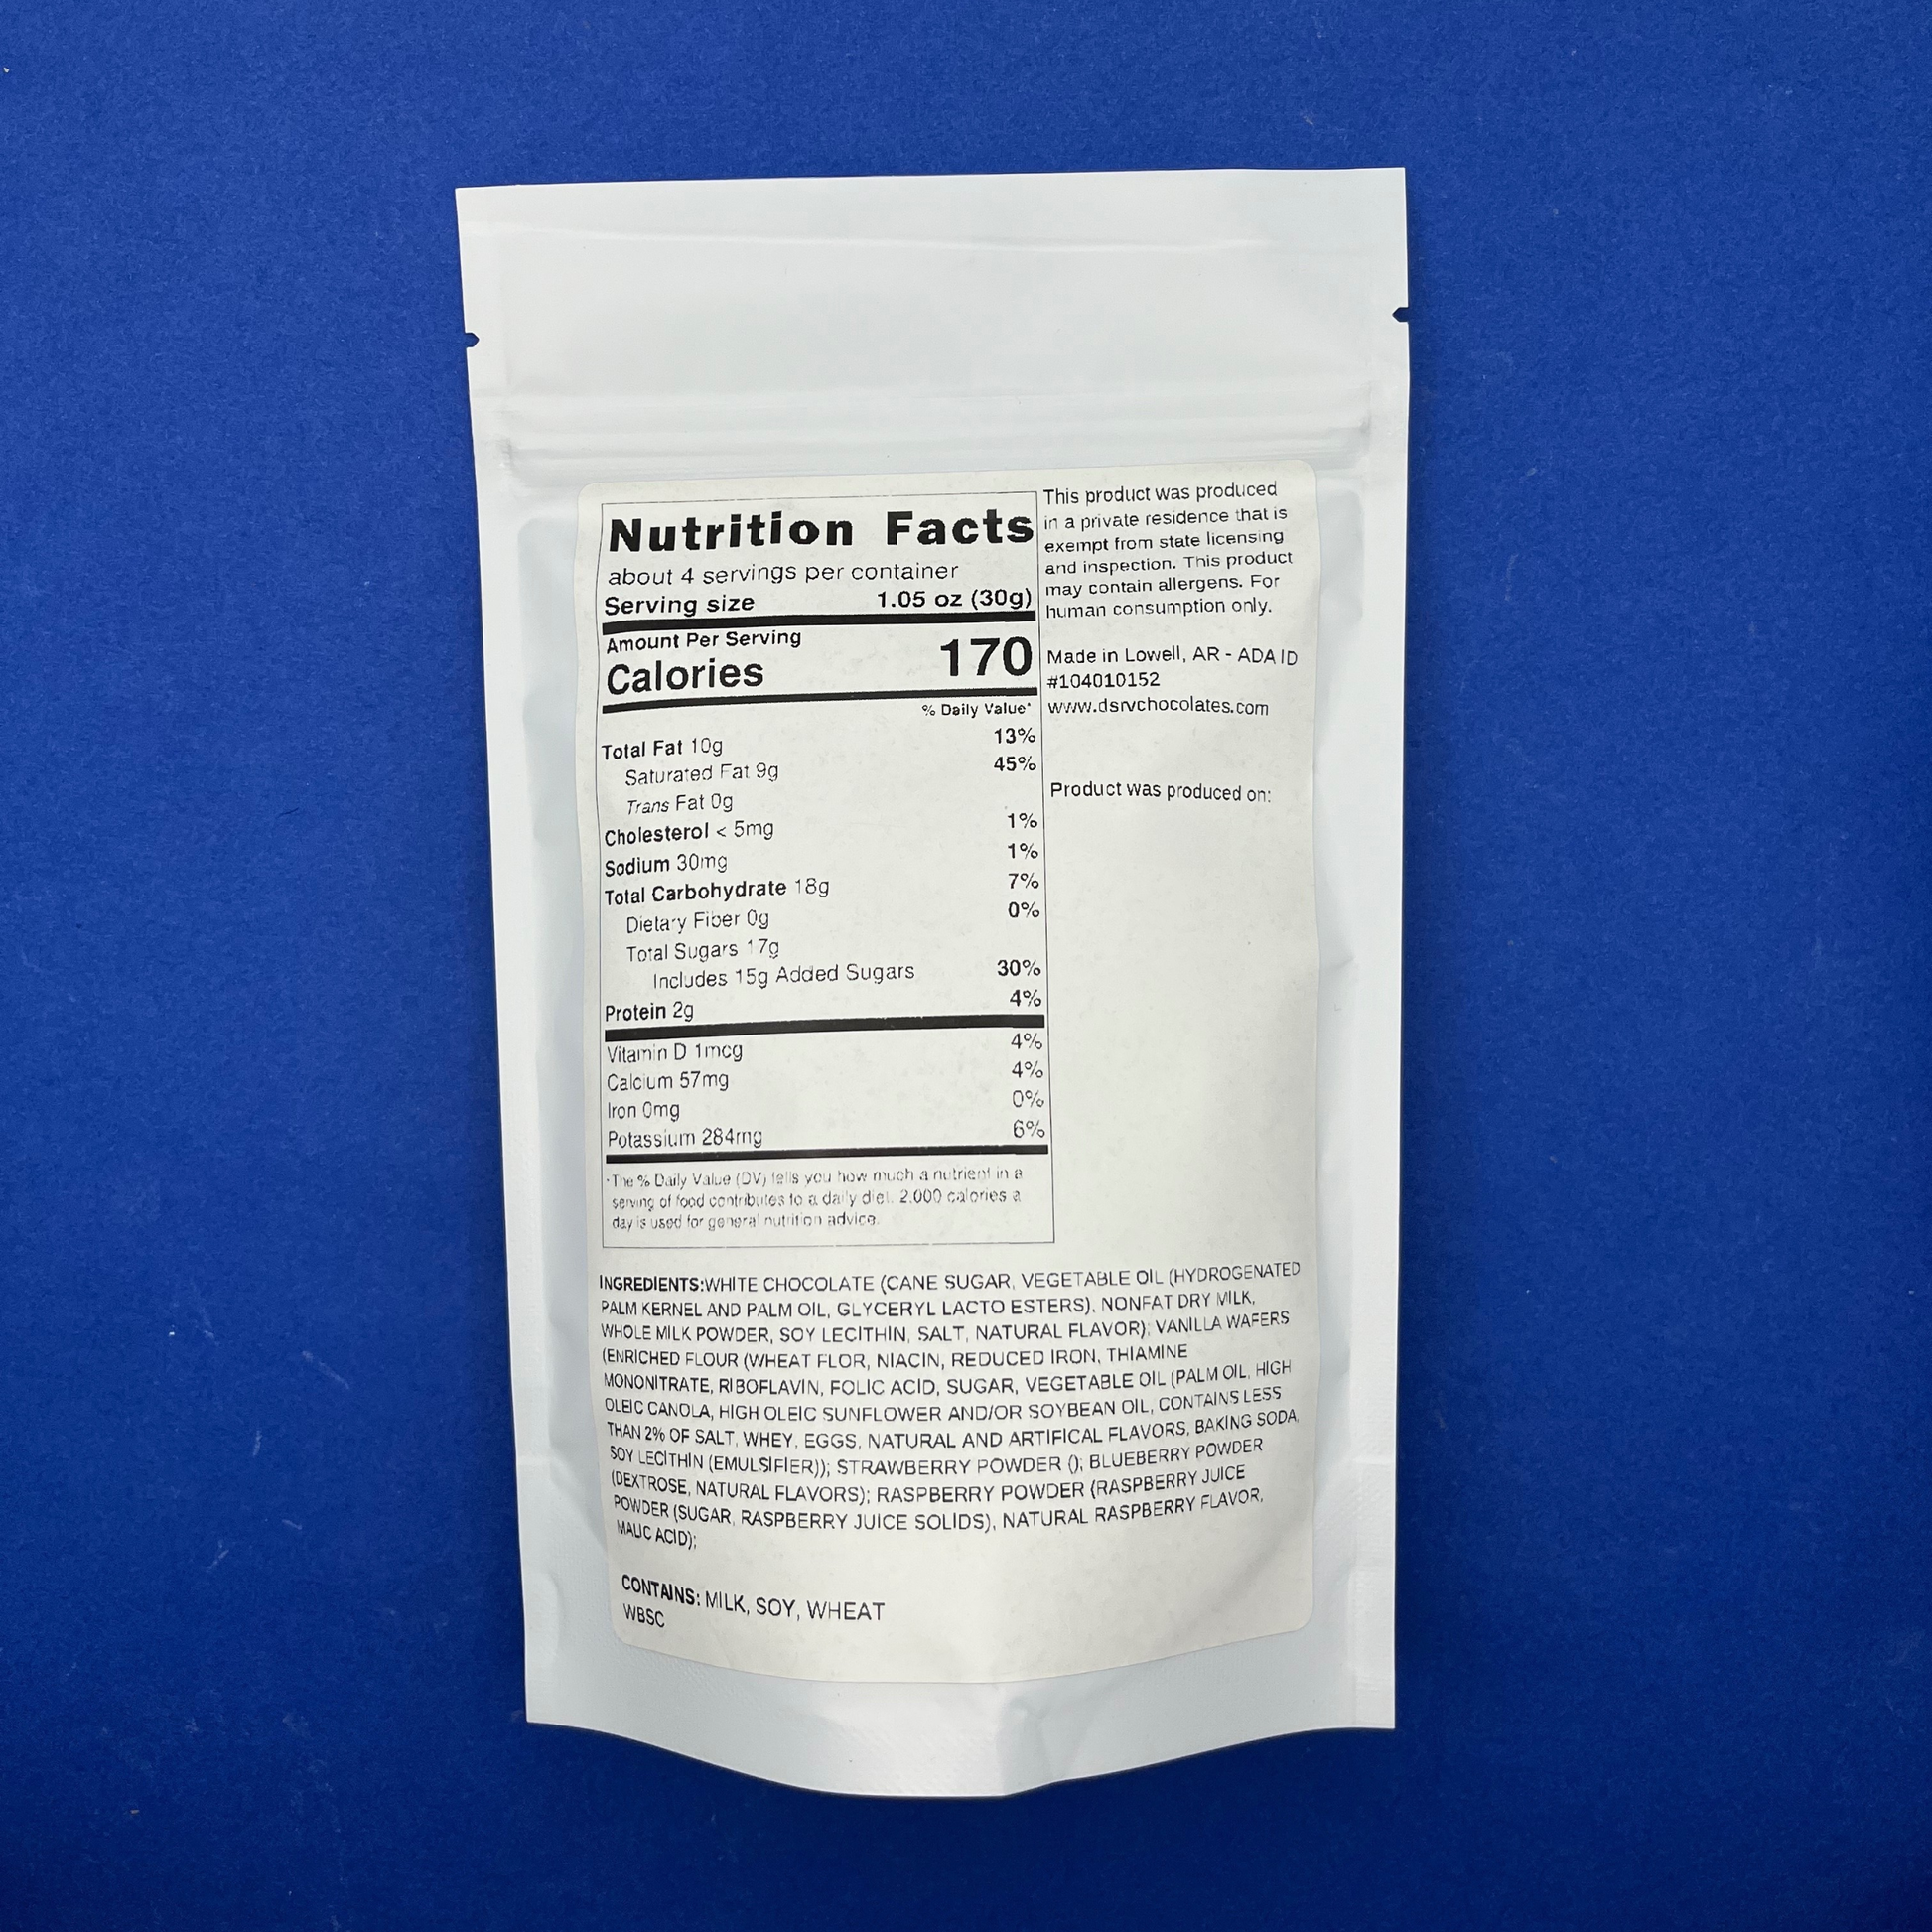 Nutrition Facts
about 4 servings per container
Serving size 1.05 oz (30g)
Amount Per Serving
Calories 170
% Daily Value*
Total Fat 10g 13%
Saturated Fat 9g 45%
Trans Fat 0g
Cholesterol < 5mg 1%
Sodium 30mg 1%
Total Carbohydrate 18g 7%
Dietary Fiber 0g 0%
Total Sugars 17g
Includes 15g Added Sugars 30%
Protein 2g 4%
Vitamin D 1mcg 4%
Calcium 57mg 4%
Iron 0mg 0%
Potassium 284mg 6%
*The % Daily Value (DV) tells you how much a nutrient in a
serving of food contributes to a daily diet. 2,000 calories a
day is used for general nutrition advice.
This product was produced
in a private residence that is
exempt from state licensing
and inspection. This product
may contain allergens. For
human consumption only.
Made in Lowell, AR - ADA ID
#104010152
www.dsrvchocolates.com
Product was produced on:
INGREDIENTS:WHITE CHOCOLATE (CANE SUGAR, VEGETABLE OIL (HYDROGENATED
PALM KERNEL AND PALM OIL, GLYCERYL LACTO ESTERS), NONFAT DRY MILK,
WHOLE MILK POWDER, SOY LECITHIN, SALT, NATURAL FLAVOR); VANILLA WAFERS
(ENRICHED FLOUR (WHEAT FLOR, NIACIN, REDUCED IRON, THIAMINE
MONONITRATE, RIBOFLAVIN, FOLIC ACID, SUGAR, VEGETABLE OIL (PALM OIL, HIGH
OLEIC CANOLA, HIGH OLEIC SUNFLOWER AND/OR SOYBEAN OIL, CONTAINS LESS
THAN 2% OF SALT, WHEY, EGGS, NATURAL AND ARTIFICAL FLAVORS, BAKING SODA,
SOY LECITHIN (EMULSIFIER)); STRAWBERRY POWDER (); BLUEBERRY POWDER
(DEXTROSE, NATURAL FLAVORS); RASPBERRY POWDER (RASPBERRY JUICE
POWDER (SUGAR, RASPBERRY JUICE SOLIDS), NATURAL RASPBERRY FLAVOR,
MALIC ACID);
CONTAINS: MILK, SOY, WHEAT
WBSC